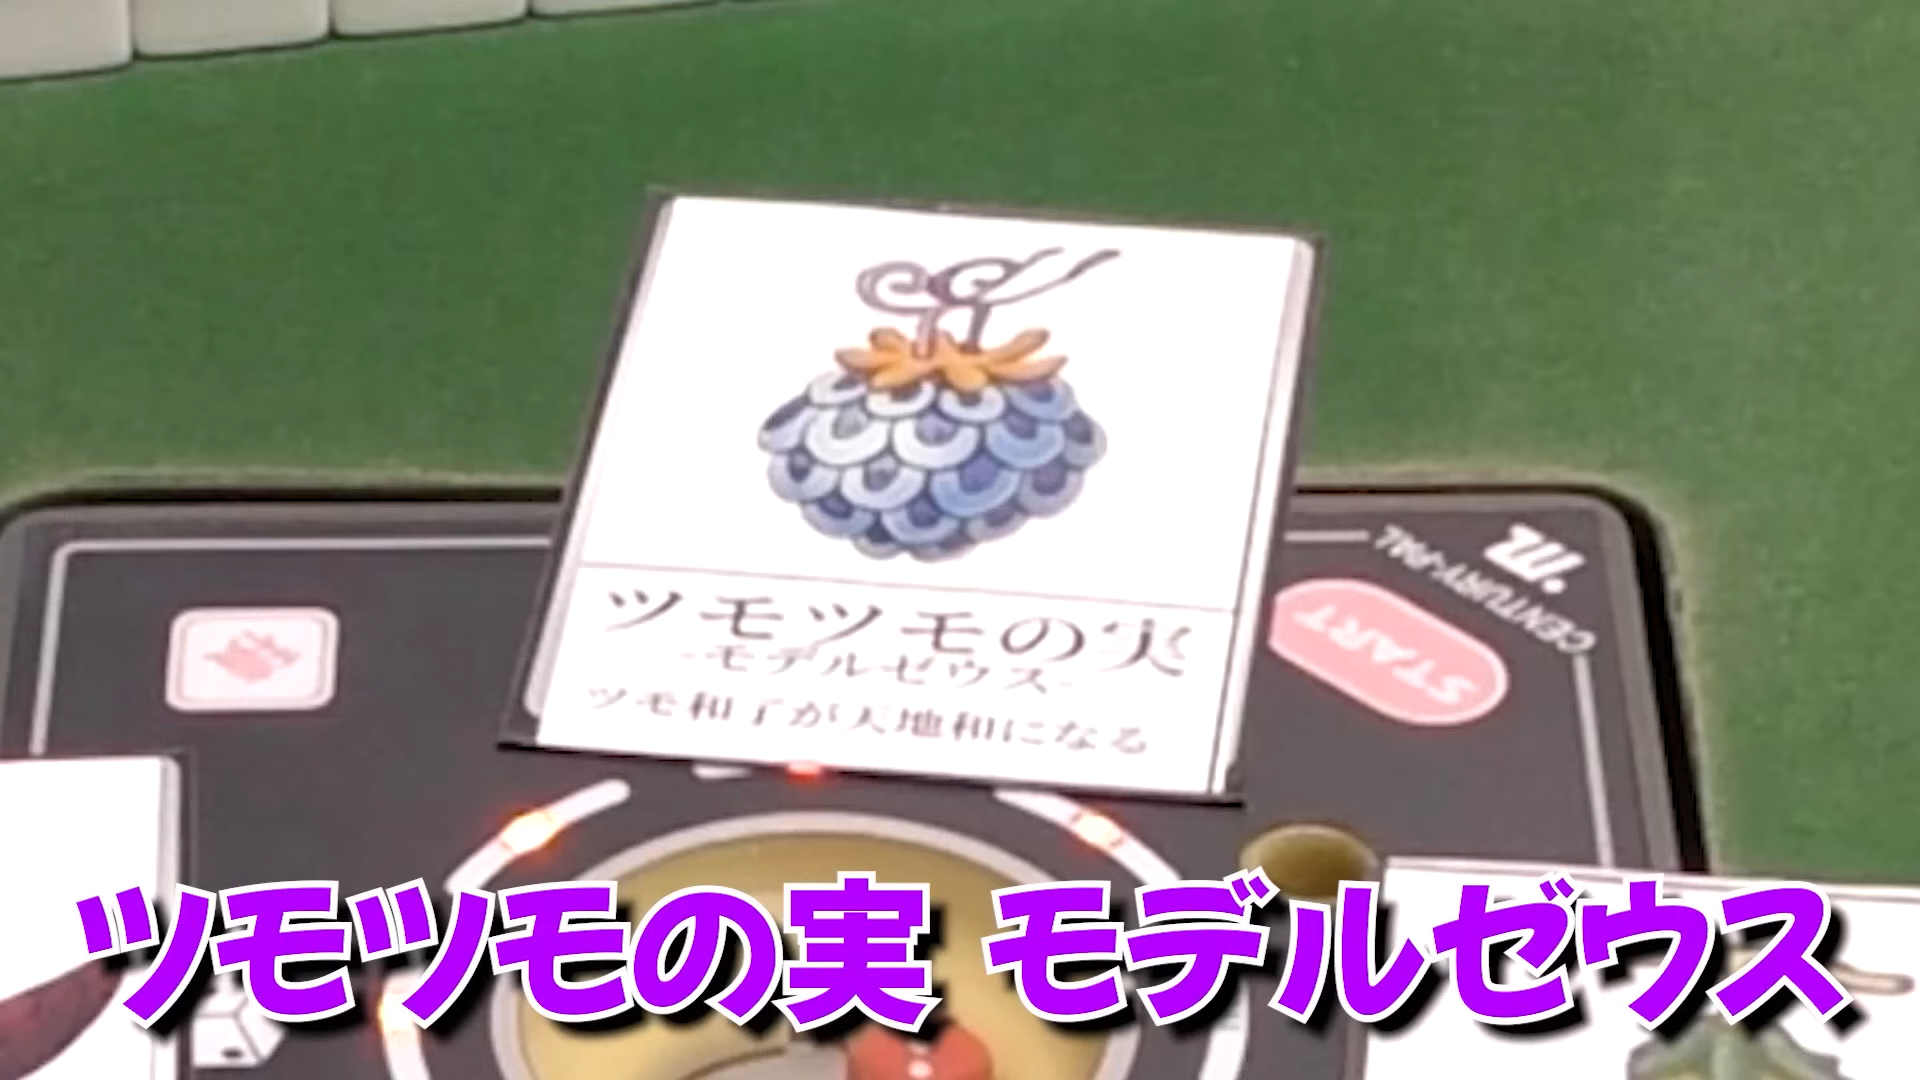 ツモツモの実
-モデルゼウス-
ツモ和了が天地和になる
CENTURY-PAL
START
ツモツモの実 モデルゼウス